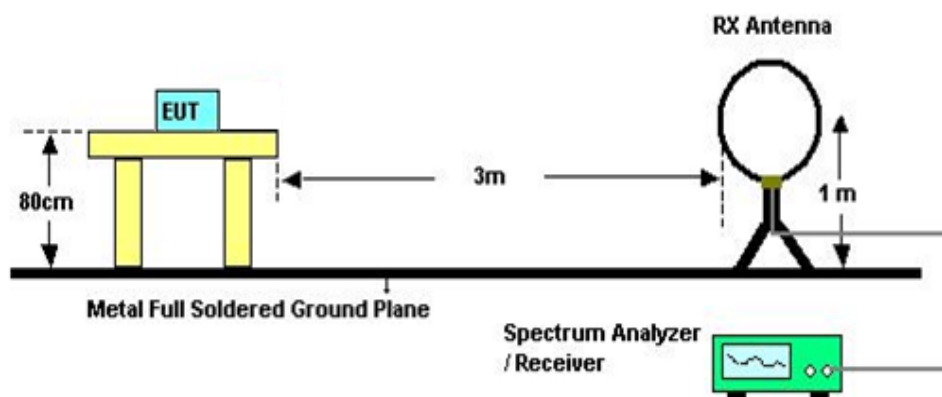 RX Antenna
EUT
80cm
3m
1 m
Metal Full Soldered Ground Plane
Spectrum Analyzer
/ Receiver